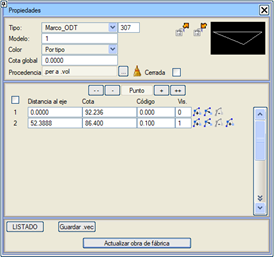 Propiedades
Tipo: Marco_ODT 307
Modelo: 1
Color Por tipo
Cota global 0.0000
Procedencia per a .vol ... Cerrada
-- - Punto + ++
Distancia al eje Cota Código Vis.
1 0.0000 92.236 0.000 0
2 52.3888 86.400 0.100 1
LISTADO Guardar .vec
Actualizar obra de fábrica